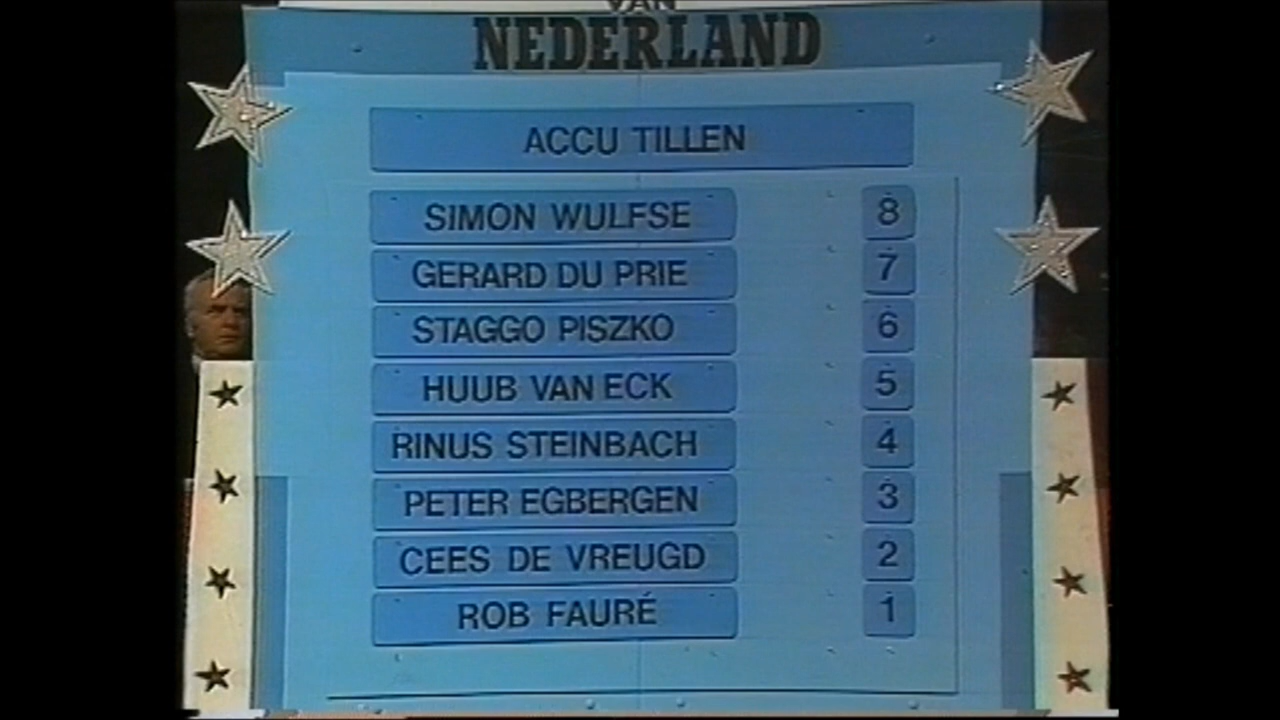 VAN
NEDERLAND
ACCU TILLEN
SIMON WULFSE 8
GERARD DU PRIE 7
STAGGO PISZKO 6
HUUB VAN ECK 5
RINUS STEINBACH 4
PETER EGBERGEN 3
CEES DE VREUGD 2
ROB FAURÉ 1